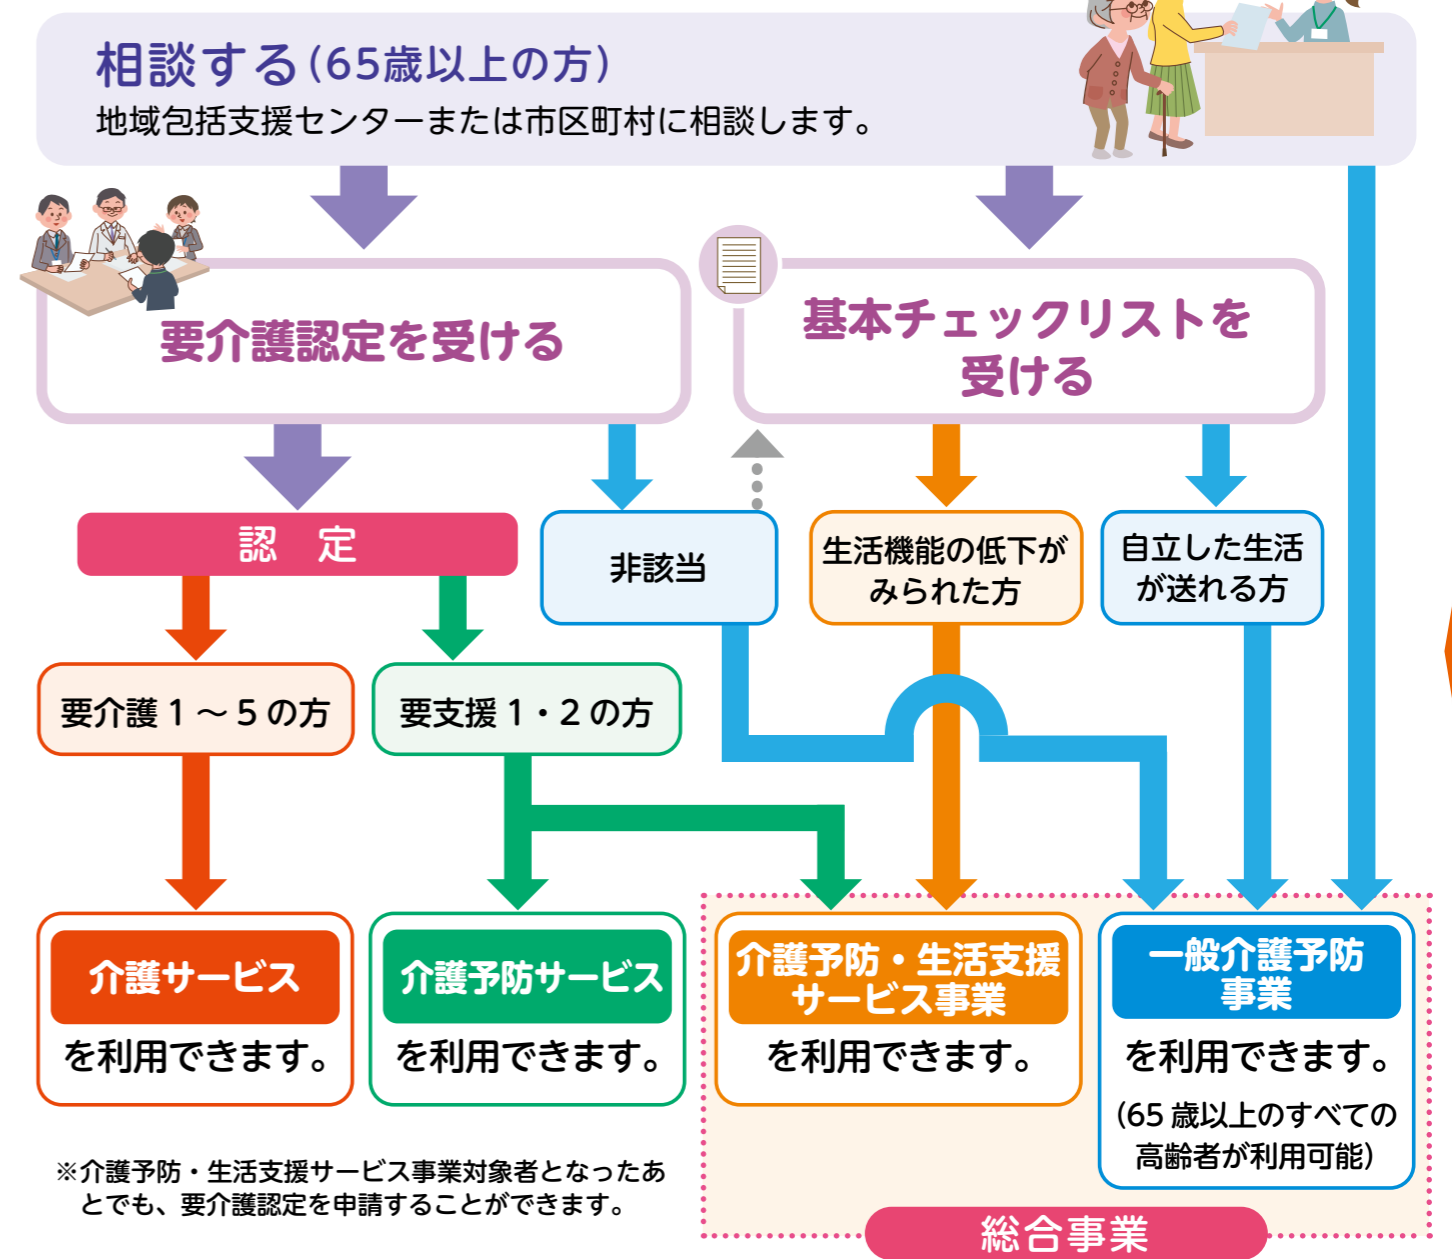 相談する(65歳以上の方)
地域包括支援センターまたは市区町村に相談します。
要介護認定を受ける
基本チェックリストを
受ける
認 定
非該当
生活機能の低下が
みられた方
自立した生活
が送れる方
要介護1～5の方
要支援1・2の方
介護サービス
を利用できます。
介護予防サービス
を利用できます。
介護予防・生活支援
サービス事業
を利用できます。
一般介護予防
事業
を利用できます。
(65歳以上のすべての
高齢者が利用可能)
※介護予防・生活支援サービス事業対象者となったあ
とでも、要介護認定を申請することができます。
総合事業